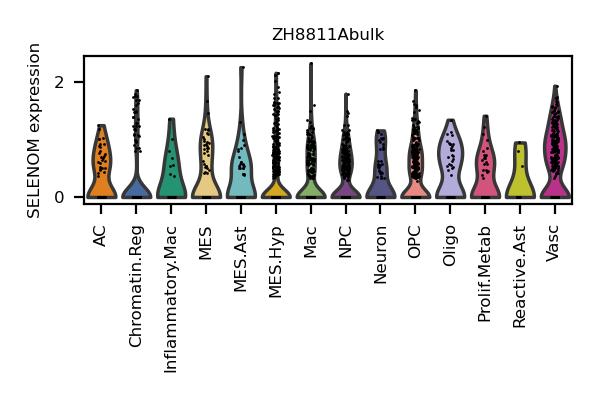 ZH8811Abulk
SELENOM expression
2
0
AC
Chromatin.Reg
Inflammatory.Mac
MES
MES.Ast
MES.Hyp
Mac
NPC
Neuron
OPC
Oligo
Prolif.Metab
Reactive.Ast
Vasc